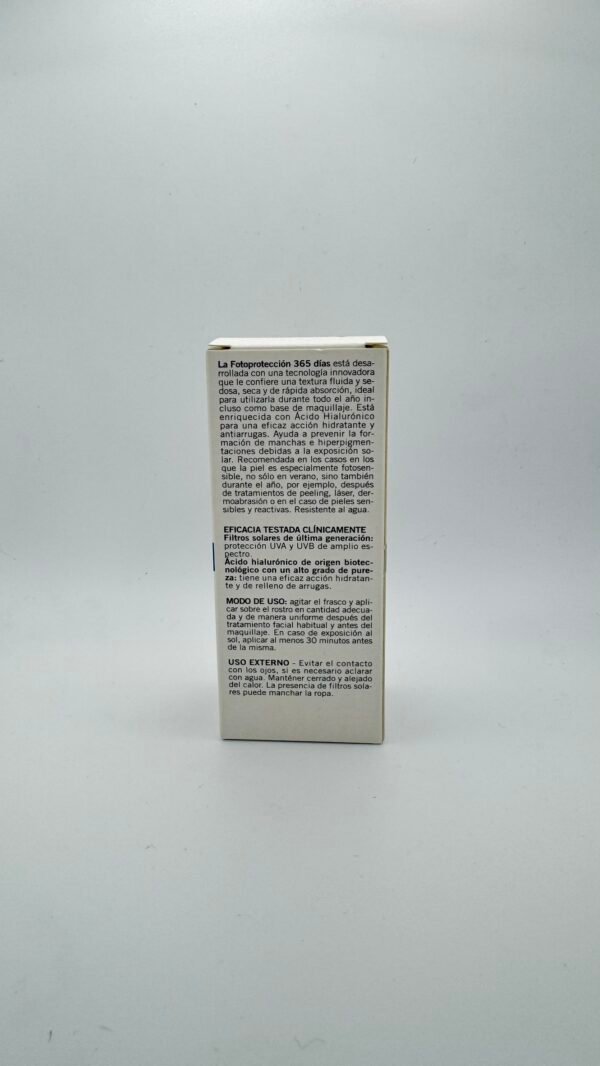 La Fotoprotección 365 días está desa-
rrollada con una tecnología innovadora
que le confiere una textura fluida y se-
dosa, seca y de rápida absorción, ideal
para utilizarla durante todo el año in-
cluso como base de maquillaje. Está
enriquecida con Ácido Hialurónico
para una eficaz acción hidratante y
antiarrugas. Ayuda a prevenir la for-
mación de manchas e hiperpigmen-
taciones debidas a la exposición so-
lar. Recomendada en los casos en los
que la piel es especialmente fotosen-
sible, no sólo en verano, sino también
durante el año, por ejemplo, después
de tratamientos de peeling, láser, der-
moabrasión o en el caso de pieles sen-
sibles y reactivas. Resistente al agua.
EFICACIA TESTADA CLÍNICAMENTE
Filtros solares de última generación:
protección UVA y UVB de amplio es-
pectro.
Ácido hialurónico de origen biotec-
nológico con un alto grado de pure-
za: tiene una eficaz acción hidratan-
te y de relleno de arrugas.
MODO DE USO: agitar el frasco y apli-
car sobre el rostro en cantidad adecua-
da y de manera uniforme después del
tratamiento facial habitual y antes del
maquillaje. En caso de exposición al
sol, aplicar al menos 30 minutos antes
de la misma.
USO EXTERNO - Evitar el contacto
con los ojos, si es necesario aclarar
con agua. Manténer cerrado y alejado
del calor. La presencia de filtros sola-
res puede manchar la ropa.